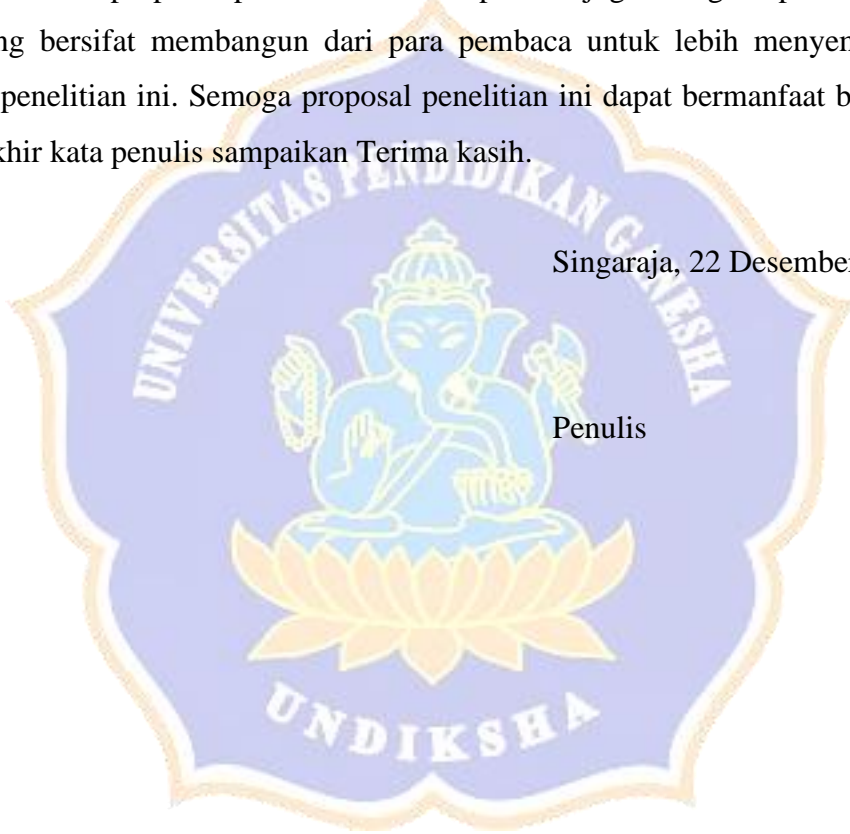 ng bersifat membangun dari para pembaca untuk lebih menyem
penelitian ini. Semoga proposal penelitian ini dapat bermanfaat b
khir kata penulis sampaikan Terima kasih.
UNIVERSITAS PENDIDIKAN GANESHA
Singaraja, 22 Desember
Penulis
UNDIKSHA